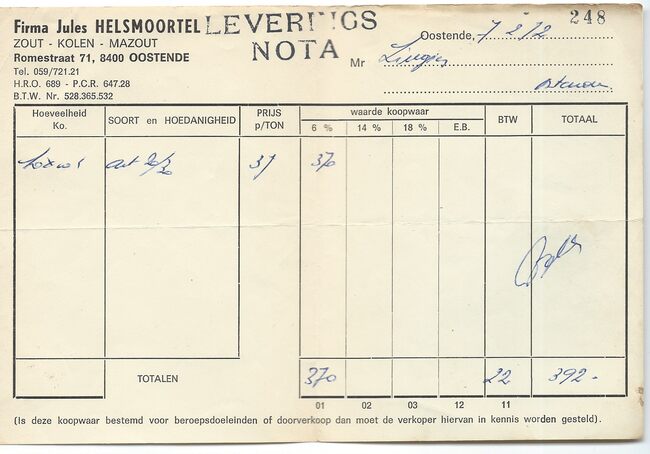 Firma Jules HELSMOORTEL
ZOUT - KOLEN - MAZOUT
Romestraat 71, 8400 OOSTENDE
Tel. 059/721.21
H.R.O. 689 - P.C.R. 647.28
B.T.W. Nr. 528.365.532
LEVERINGS
NOTA
248
Oostende, 7 2 72
Mr
Hoeveelheid Ko.
SOORT en HOEDANIGHEID
PRIJS p/TON
waarde koopwaar
6 % 14 % 18 % E.B.
BTW
TOTAAL
20/30 37 370
TOTALEN 370 22 392.-
01 02 03 12 11
(Is deze koopwaar bestemd voor beroepsdoeleinden of doorverkoop dan moet de verkoper hiervan in kennis worden gesteld).